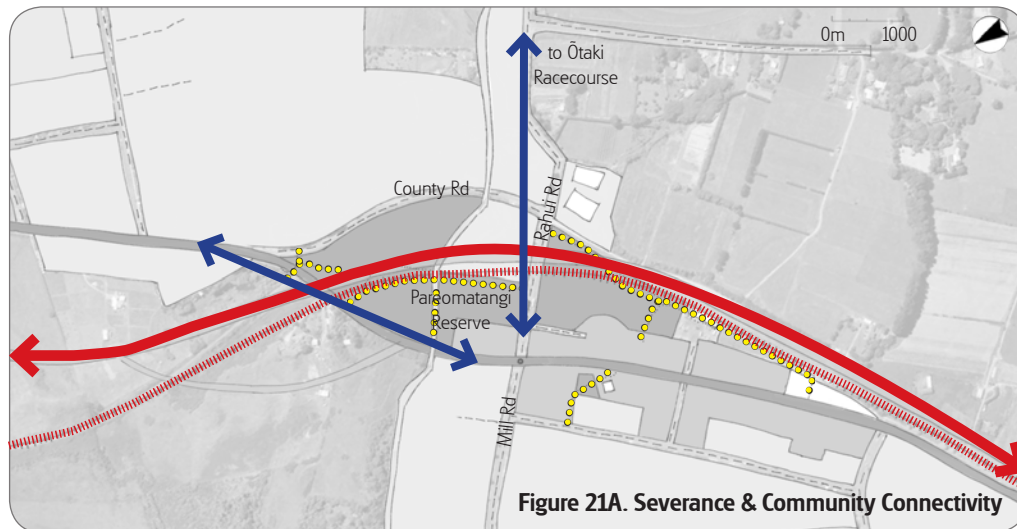 0m 1000
to Ōtaki
Racecourse
County Rd
Rahui Rd
Pareomatangi
Reserve
Mill Rd
Figure 21A. Severance & Community Connectivity